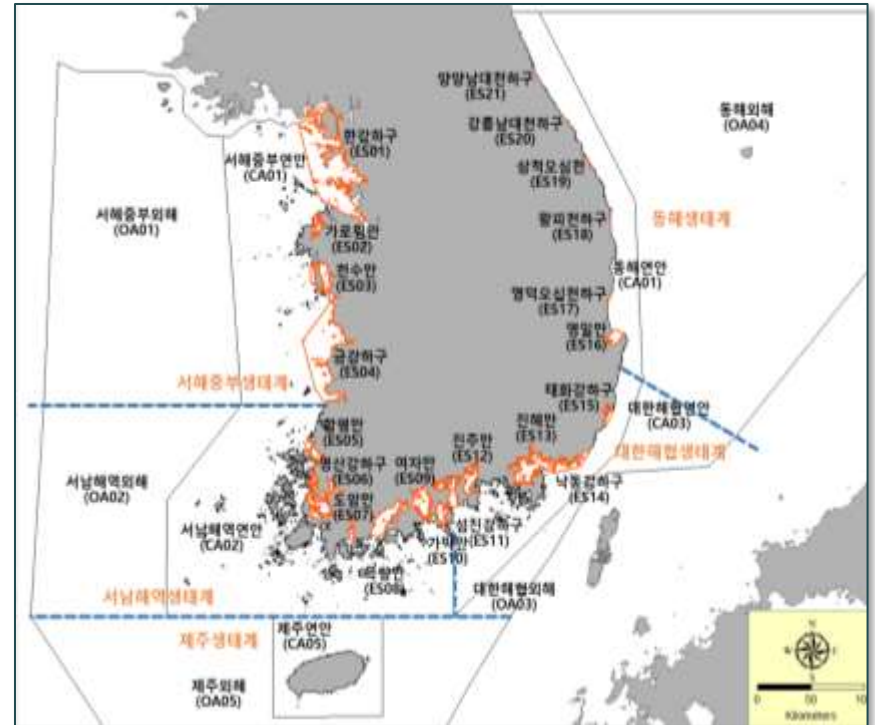 양양남대천하구
(ES21)
강릉남대천하구
(ES20)
삼척오십천
(ES19)
왕피천하구
(ES18)
동해외해
(OA04)
동해생태계
동해연안
(CA01)
영덕오십천하구
(ES17)
영일만
(ES16)
한강하구
(ES01)
서해중부연안
(CA01)
서해중부외해
(OA01)
가로림만
(ES02)
천수만
(ES03)
금강하구
(ES04)
서해중부생태계
태화강하구
(ES15)
대한해협연안
(CA03)
대한해협생태계
진해만
(ES13)
진주만
(ES12)
낙동강하구
(ES14)
함평만
(ES05)
영산강하구
(ES06)
여자만
(ES09)
도암만
(ES07)
섬진강하구
(ES11)
가막만
(ES10)
서남해역외해
(OA02)
서남해역연안
(CA02)
득량만
(ES08)
서남해역생태계
대한해협외해
(OA03)
제주생태계
제주연안
(CA05)
제주외해
(OA05)
N
W
E
S
0 50 10
Kilometers